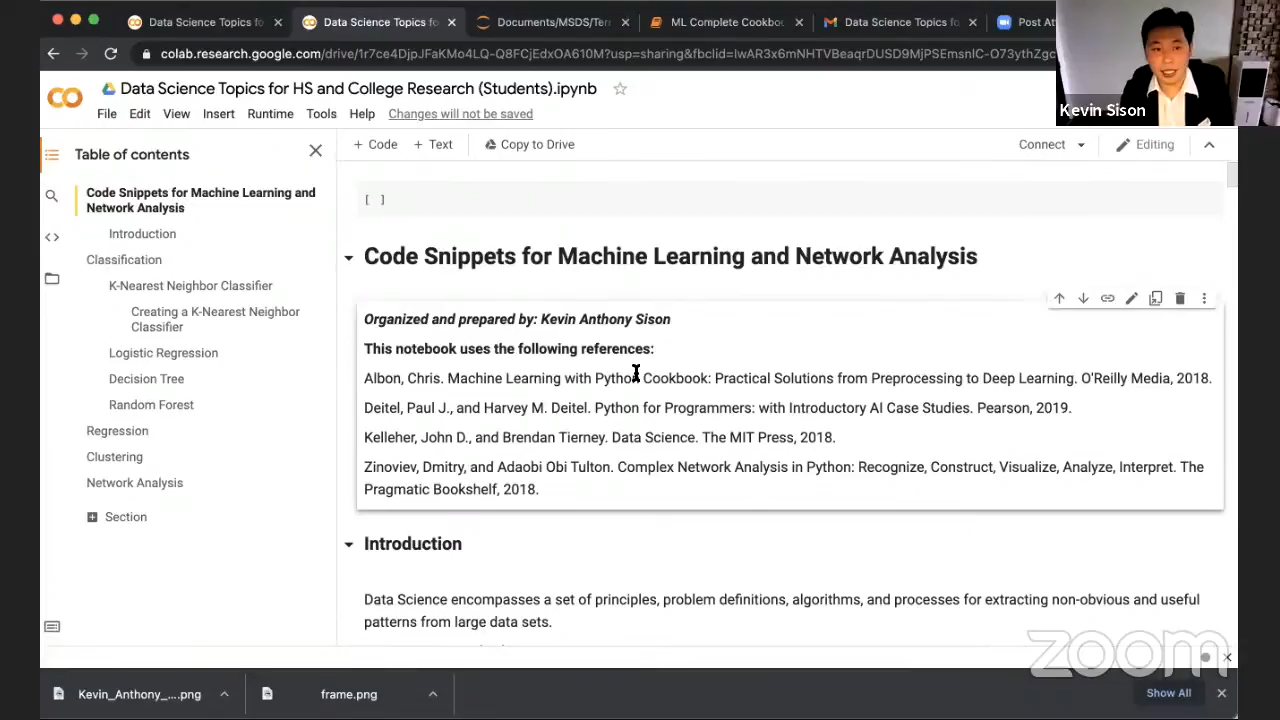 Data Science Topics for
Data Science Topics for
Documents/MSDS/Ter
ML Complete Cookbo
Data Science Topics fo
Post Att
colab.research.google.com/drive/1r7ce4DjpJFaKMo4LQ-Q8FCjEdxOA610M?usp=sharing&fbclid=IwAR3x6mNHTVBeaqrDUSD9MjPSEmsnlC-O73ythZgc
Kevin Sison
CO
Data Science Topics for HS and College Research (Students).ipynb
File Edit View Insert Runtime Tools Help Changes will not be saved
Table of contents
+ Code + Text Copy to Drive Connect Editing
Code Snippets for Machine Learning and
Network Analysis
Introduction
Classification
K-Nearest Neighbor Classifier
Creating a K-Nearest Neighbor
Classifier
Logistic Regression
Decision Tree
Random Forest
Regression
Clustering
Network Analysis
Section
[ ]
Code Snippets for Machine Learning and Network Analysis
Organized and prepared by: Kevin Anthony Sison
This notebook uses the following references:
Albon, Chris. Machine Learning with Python Cookbook: Practical Solutions from Preprocessing to Deep Learning. O'Reilly Media, 2018.
Deitel, Paul J., and Harvey M. Deitel. Python for Programmers: with Introductory AI Case Studies. Pearson, 2019.
Kelleher, John D., and Brendan Tierney. Data Science. The MIT Press, 2018.
Zinoviev, Dmitry, and Adaobi Obi Tulton. Complex Network Analysis in Python: Recognize, Construct, Visualize, Analyze, Interpret. The
Pragmatic Bookshelf, 2018.
Introduction
Data Science encompasses a set of principles, problem definitions, algorithms, and processes for extracting non-obvious and useful
patterns from large data sets.
zoom
Kevin_Anthony_....png
frame.png
Show All